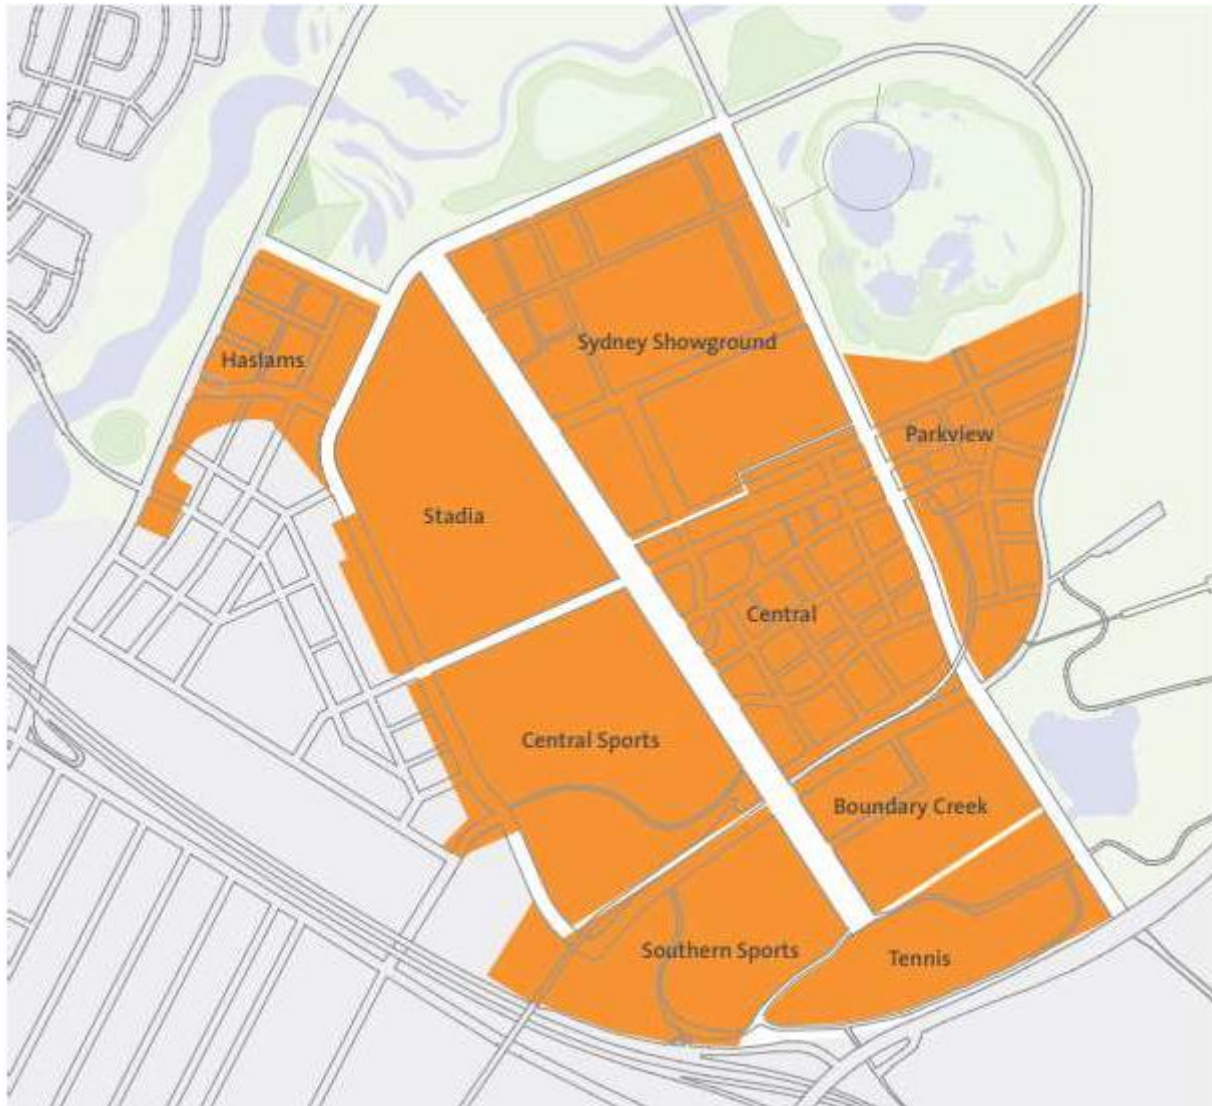 Sydney Showground
Haslams
Parkview
Stadia
Central
Central Sports
Boundary Creek
Southern Sports
Tennis